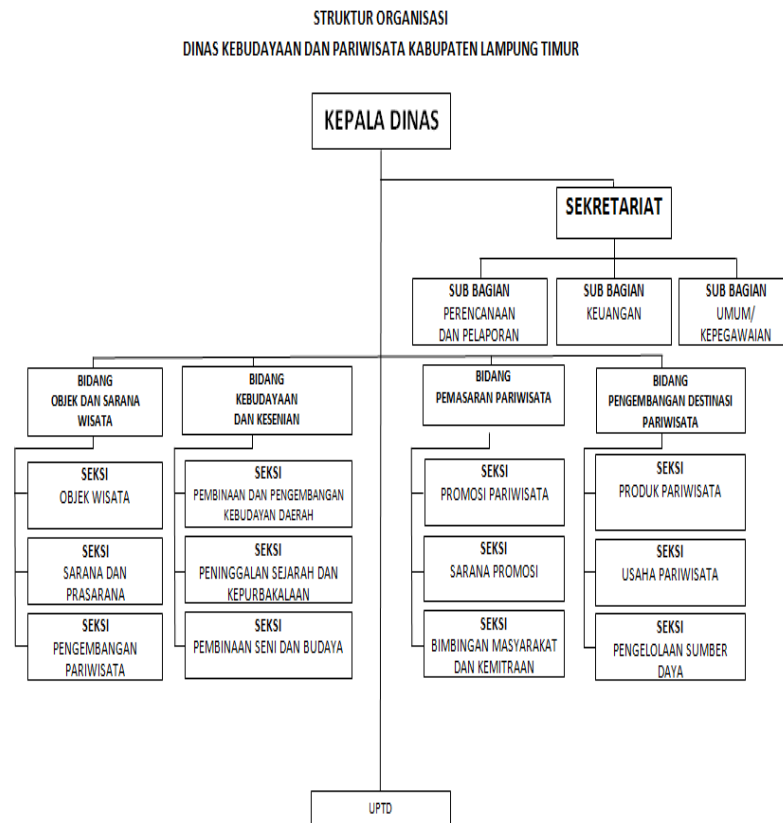 STRUKTUR ORGANISASI
DINAS KEBUDAYAAN DAN PARIWISATA KABUPATEN LAMPUNG TIMUR
KEPALA DINAS
SEKRETARIAT
SUB BAGIAN
PERENCANAAN
DAN PELAPORAN
SUB BAGIAN
KEUANGAN
SUB BAGIAN
UMUM/
KEPEGAWAIAN
BIDANG
OBJEK DAN SARANA
WISATA
BIDANG
KEBUDAYAAN
DAN KESENIAN
BIDANG
PEMASARAN PARIWISATA
BIDANG
PENGEMBANGAN DESTINASI
PARIWISATA
SEKSI
OBJEK WISATA
SEKSI
SARANA DAN
PRASARANA
SEKSI
PENGEMBANGAN
PARIWISATA
SEKSI
PEMBINAAN DAN PENGEMBANGAN
KEBUDAYAN DAERAH
SEKSI
PENINGGALAN SEJARAH DAN
KEPURBAKALAAN
SEKSI
PEMBINAAN SENI DAN BUDAYA
SEKSI
PROMOSI PARIWISATA
SEKSI
SARANA PROMOSI
SEKSI
BIMBINGAN MASYARAKAT
DAN KEMITRAAN
SEKSI
PRODUK PARIWISATA
SEKSI
USAHA PARIWISATA
SEKSI
PENGELOLAAN SUMBER
DAYA
UPTD